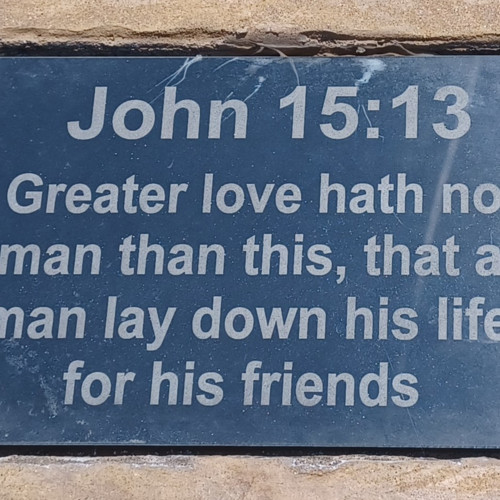 John 15:13
Greater love hath no
man than this, that a
man lay down his life
for his friends